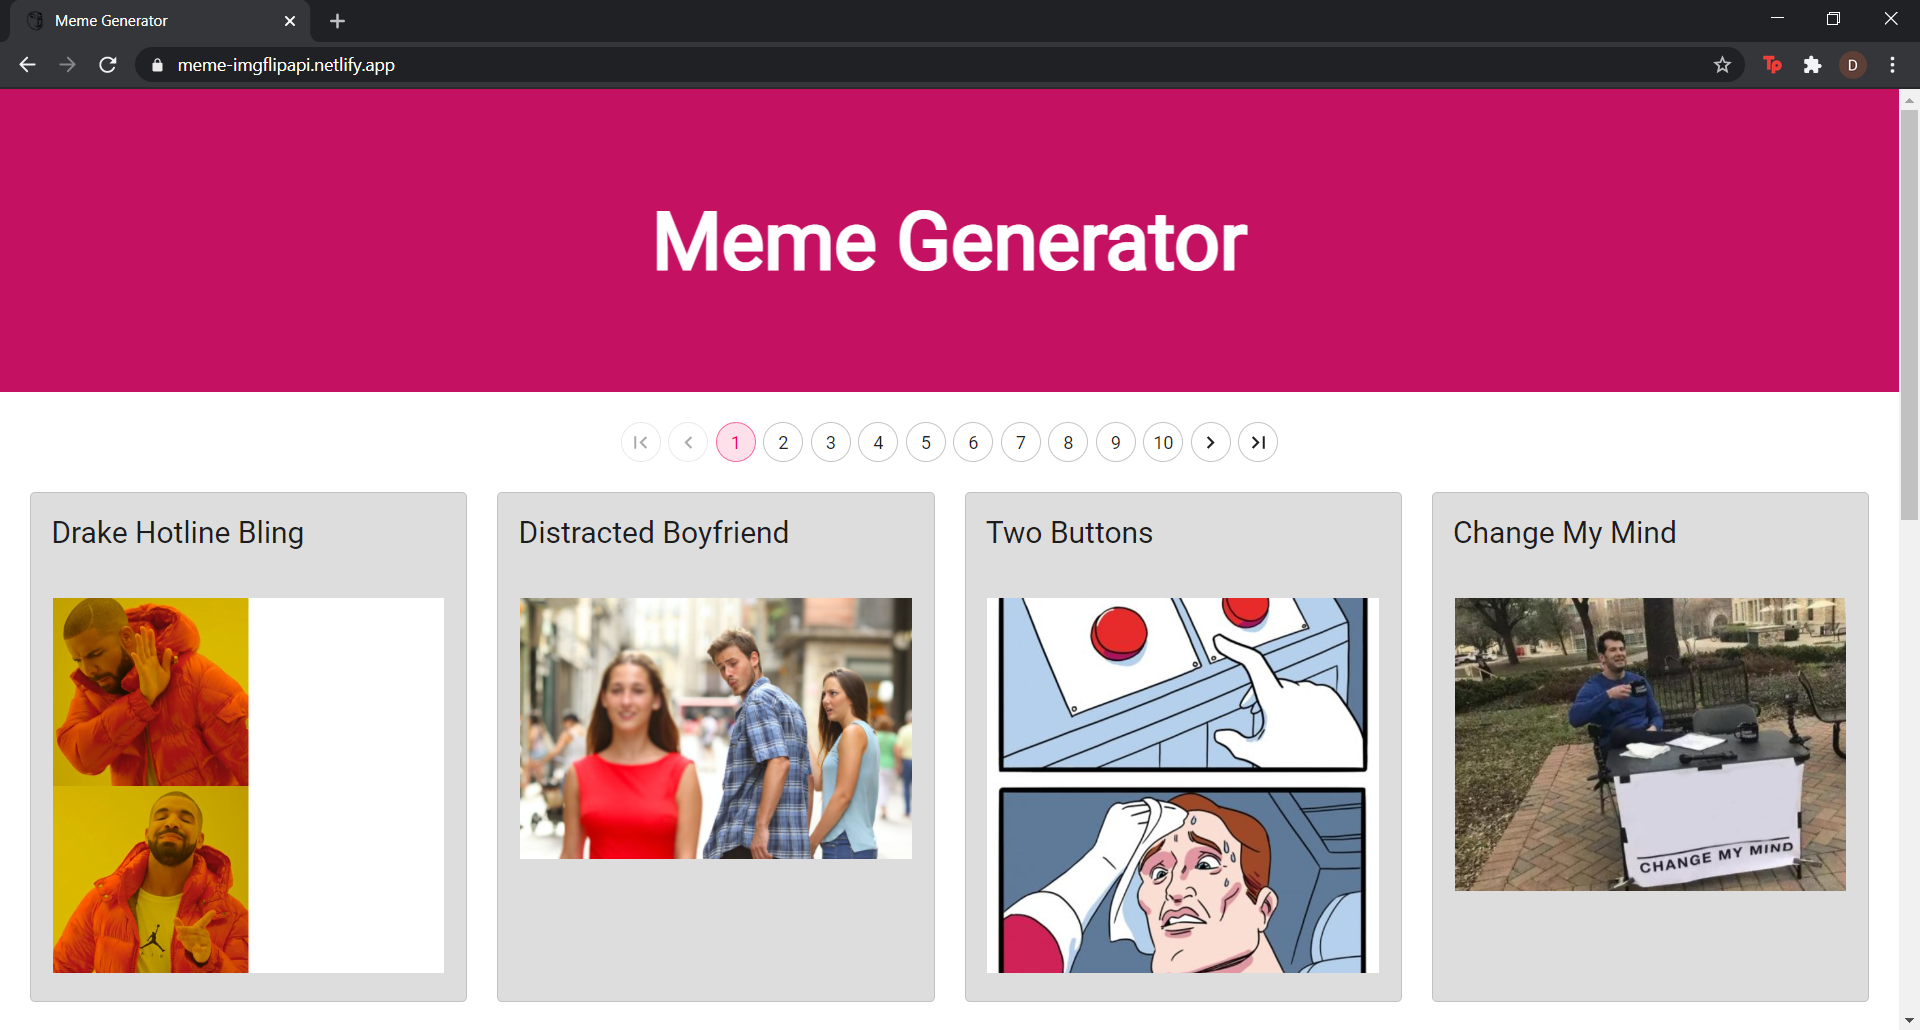 Meme Generator
meme-imgflipapi.netlify.app
Tp
D
Meme Generator
1 2 3 4 5 6 7 8 9 10
Drake Hotline Bling
Distracted Boyfriend
Two Buttons
Change My Mind
CHANGE MY MIND